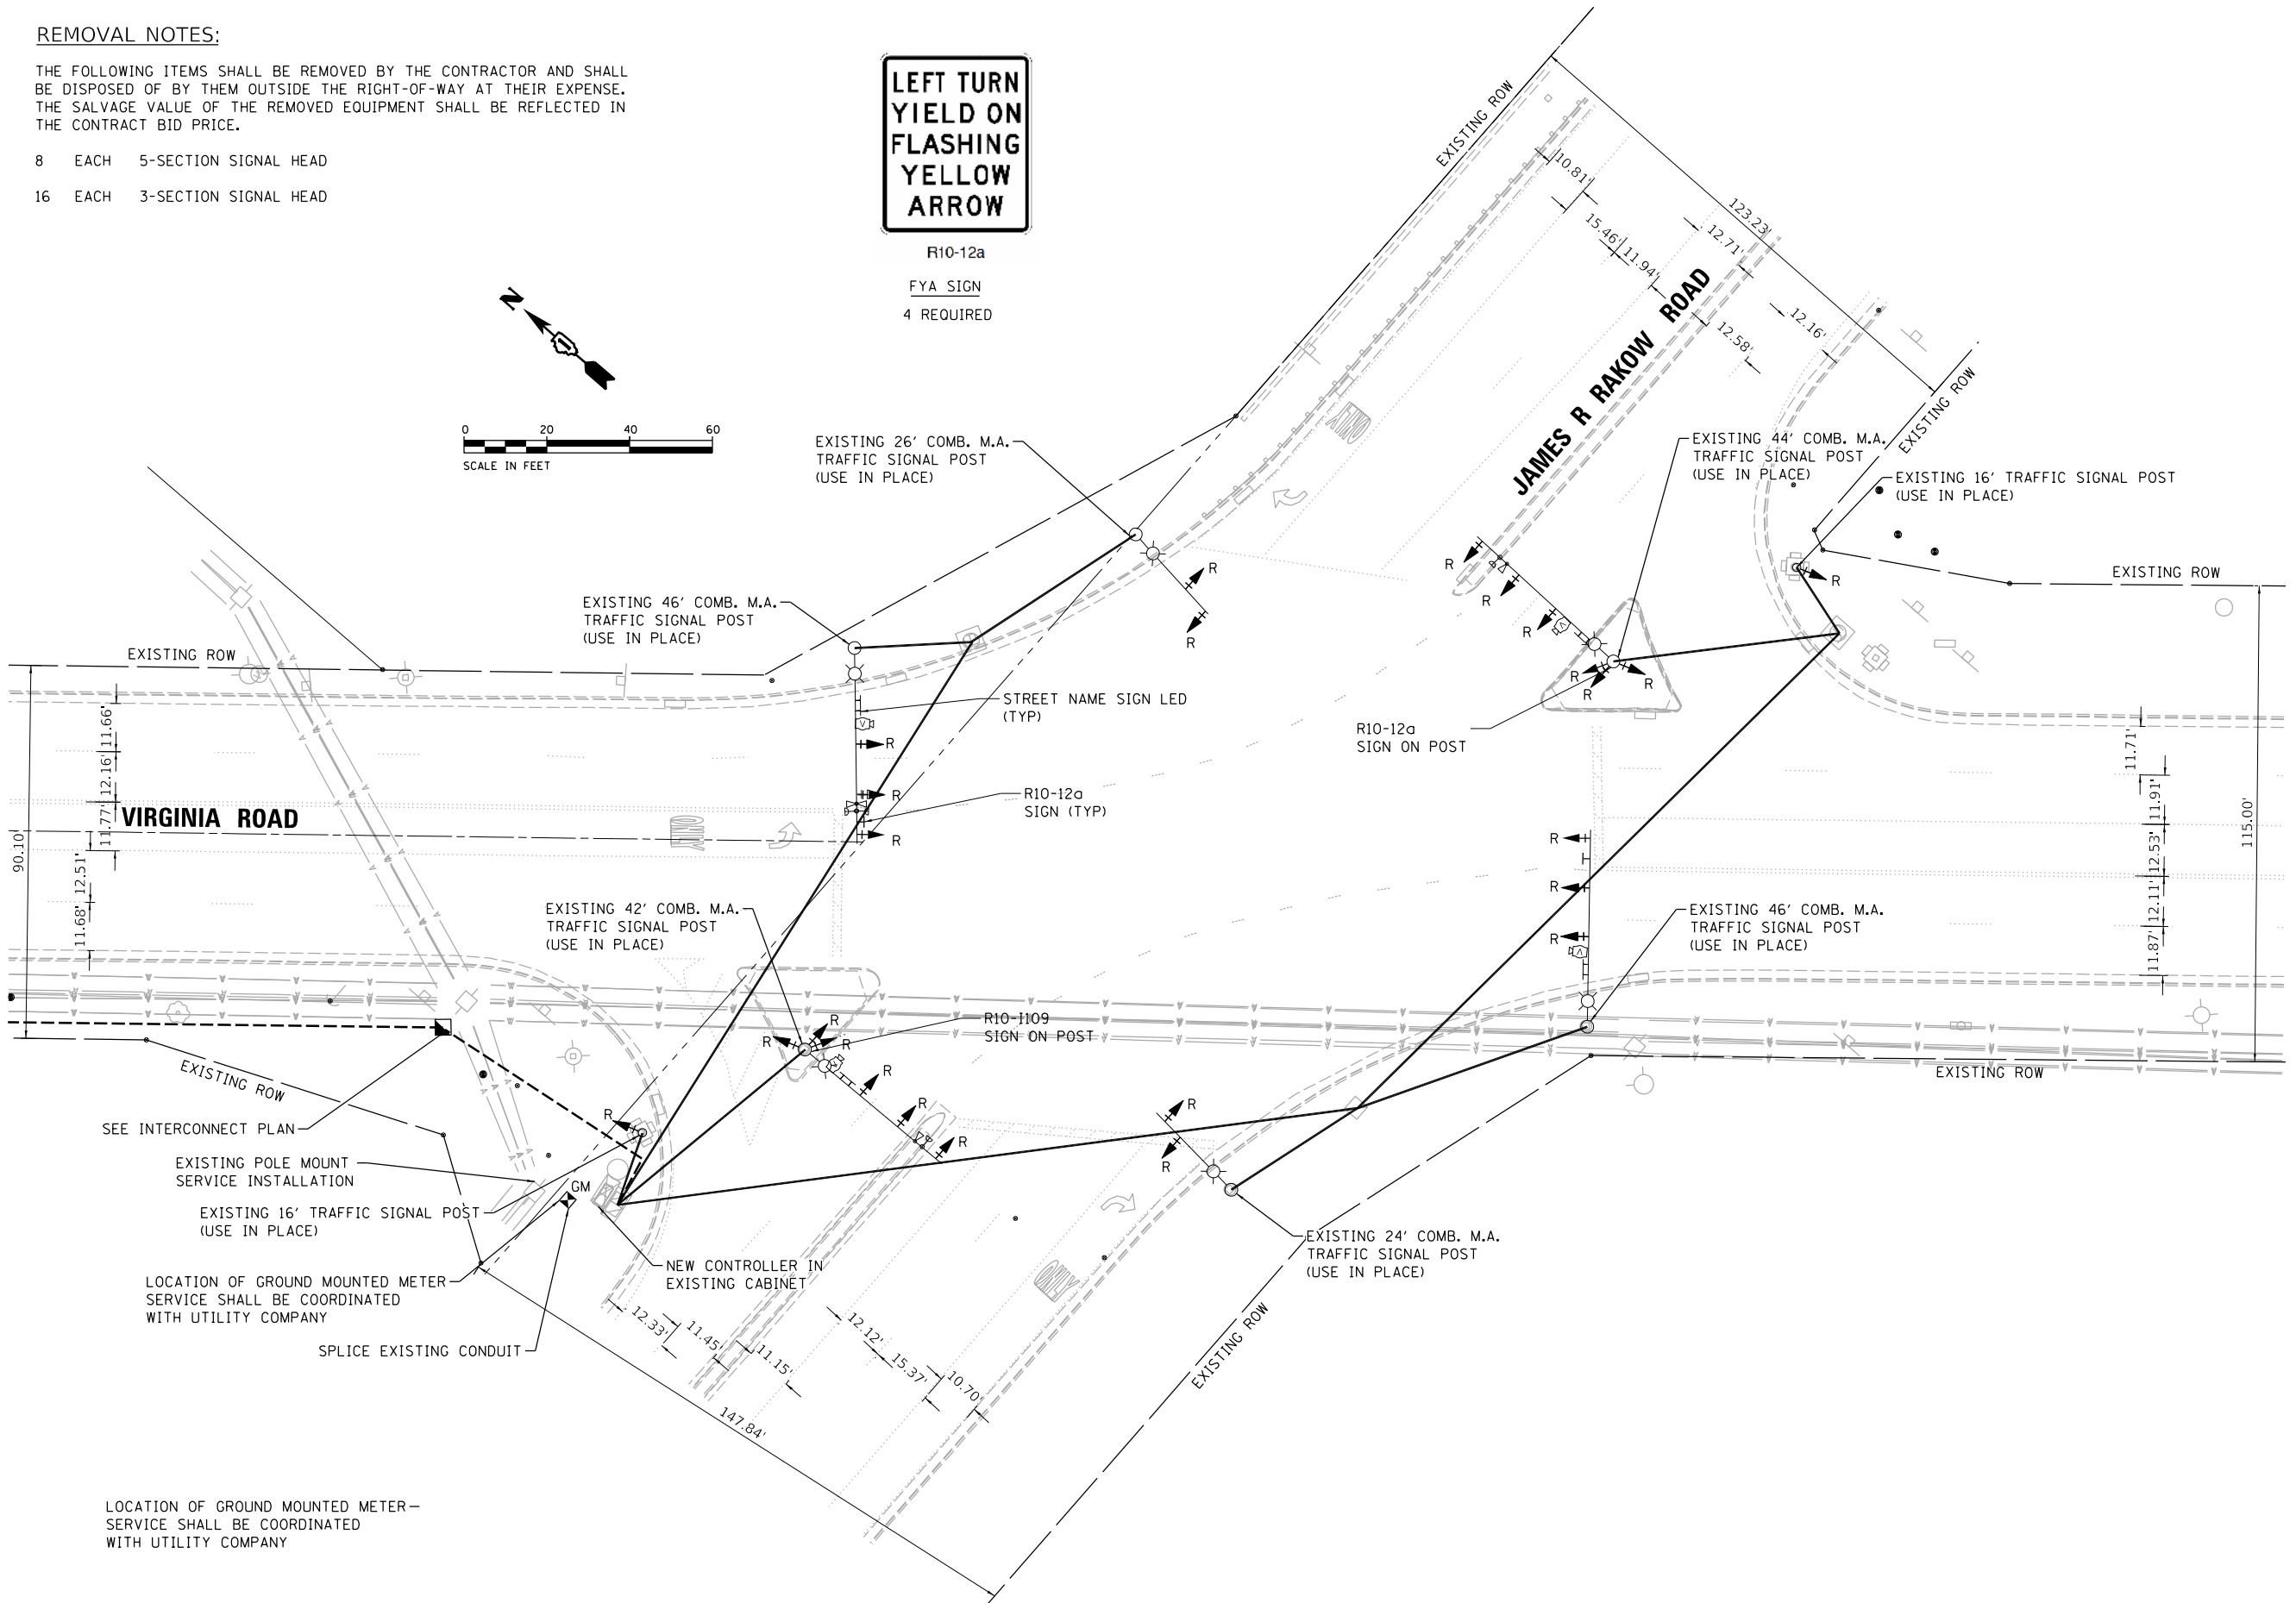 REMOVAL NOTES:
THE FOLLOWING ITEMS SHALL BE REMOVED BY THE CONTRACTOR AND SHALL
BE DISPOSED OF BY THEM OUTSIDE THE RIGHT-OF-WAY AT THEIR EXPENSE.
THE SALVAGE VALUE OF THE REMOVED EQUIPMENT SHALL BE REFLECTED IN
THE CONTRACT BID PRICE.
8 EACH 5-SECTION SIGNAL HEAD
16 EACH 3-SECTION SIGNAL HEAD
LEFT TURN
YIELD ON
FLASHING
YELLOW
ARROW
R10-12a
FYA SIGN
4 REQUIRED
N
0 20 40 60
SCALE IN FEET
EXISTING ROW
123.23'
10.81'
15.46'
11.94'
12.71'
12.58'
12.16'
JAMES R RAKOW ROAD
ONLY
EXISTING ROW
EXISTING 26' COMB. M.A.
TRAFFIC SIGNAL POST
(USE IN PLACE)
EXISTING 44' COMB. M.A.
TRAFFIC SIGNAL POST
(USE IN PLACE)
EXISTING 16' TRAFFIC SIGNAL POST
(USE IN PLACE)
EXISTING ROW
R
R
R
R
R
R
R
R
R
EXISTING 46' COMB. M.A.
TRAFFIC SIGNAL POST
(USE IN PLACE)
EXISTING ROW
STREET NAME SIGN LED
(TYP)
R10-12a
SIGN ON POST
R
R
R
V
V
R10-12a
SIGN (TYP)
VIRGINIA ROAD
ONLY
90.10'
11.66'
12.16'
11.77'
12.51'
11.68'
11.71'
11.91'
12.53'
12.11'
11.87'
115.00'
R
R
R
V
EXISTING 42' COMB. M.A.
TRAFFIC SIGNAL POST
(USE IN PLACE)
EXISTING 46' COMB. M.A.
TRAFFIC SIGNAL POST
(USE IN PLACE)
R10-I109
SIGN ON POST
R
R
R
R
R
R
V
EXISTING ROW
EXISTING ROW
SEE INTERCONNECT PLAN
R
R
R
EXISTING POLE MOUNT
SERVICE INSTALLATION
GM
EXISTING 16' TRAFFIC SIGNAL POST
(USE IN PLACE)
NEW CONTROLLER IN
EXISTING CABINET
EXISTING 24' COMB. M.A.
TRAFFIC SIGNAL POST
(USE IN PLACE)
LOCATION OF GROUND MOUNTED METER
SERVICE SHALL BE COORDINATED
WITH UTILITY COMPANY
SPLICE EXISTING CONDUIT
ONLY
12.33'
11.45'
11.15'
12.12'
15.37'
10.70'
147.84'
EXISTING ROW
LOCATION OF GROUND MOUNTED METER
SERVICE SHALL BE COORDINATED
WITH UTILITY COMPANY